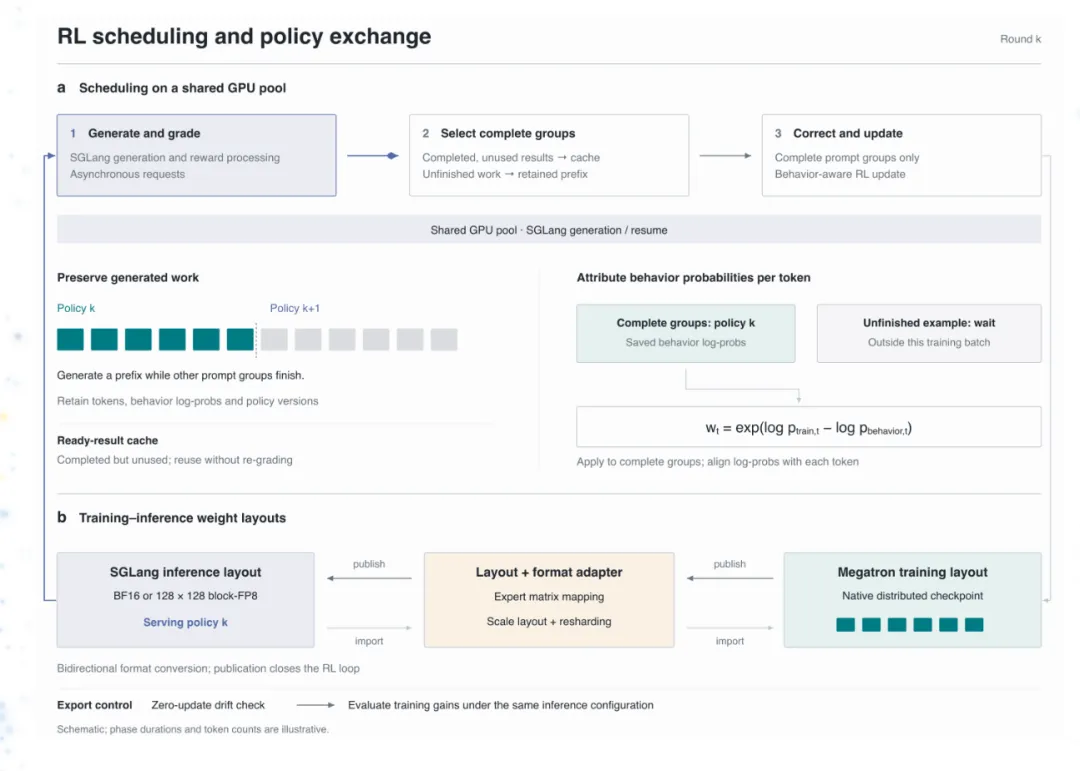 RL scheduling and policy exchange
Round k
a Scheduling on a shared GPU pool
1 Generate and grade
SGLang generation and reward processing
Asynchronous requests
2 Select complete groups
Completed, unused results → cache
Unfinished work → retained prefix
3 Correct and update
Complete prompt groups only
Behavior-aware RL update
Shared GPU pool · SGLang generation / resume
Preserve generated work
Policy k
Policy k+1
Generate a prefix while other prompt groups finish.
Retain tokens, behavior log-probs and policy versions
Ready-result cache
Completed but unused; reuse without re-grading
Attribute behavior probabilities per token
Complete groups: policy k
Saved behavior log-probs
Unfinished example: wait
Outside this training batch
wt = exp(log ptrain,t − log pbehavior,t)
Apply to complete groups; align log-probs with each token
b Training–inference weight layouts
SGLang inference layout
BF16 or 128 × 128 block-FP8
Serving policy k
publish
import
Layout + format adapter
Expert matrix mapping
Scale layout + resharding
publish
import
Megatron training layout
Native distributed checkpoint
Bidirectional format conversion; publication closes the RL loop
Export control Zero-update drift check → Evaluate training gains under the same inference configuration
Schematic; phase durations and token counts are illustrative.